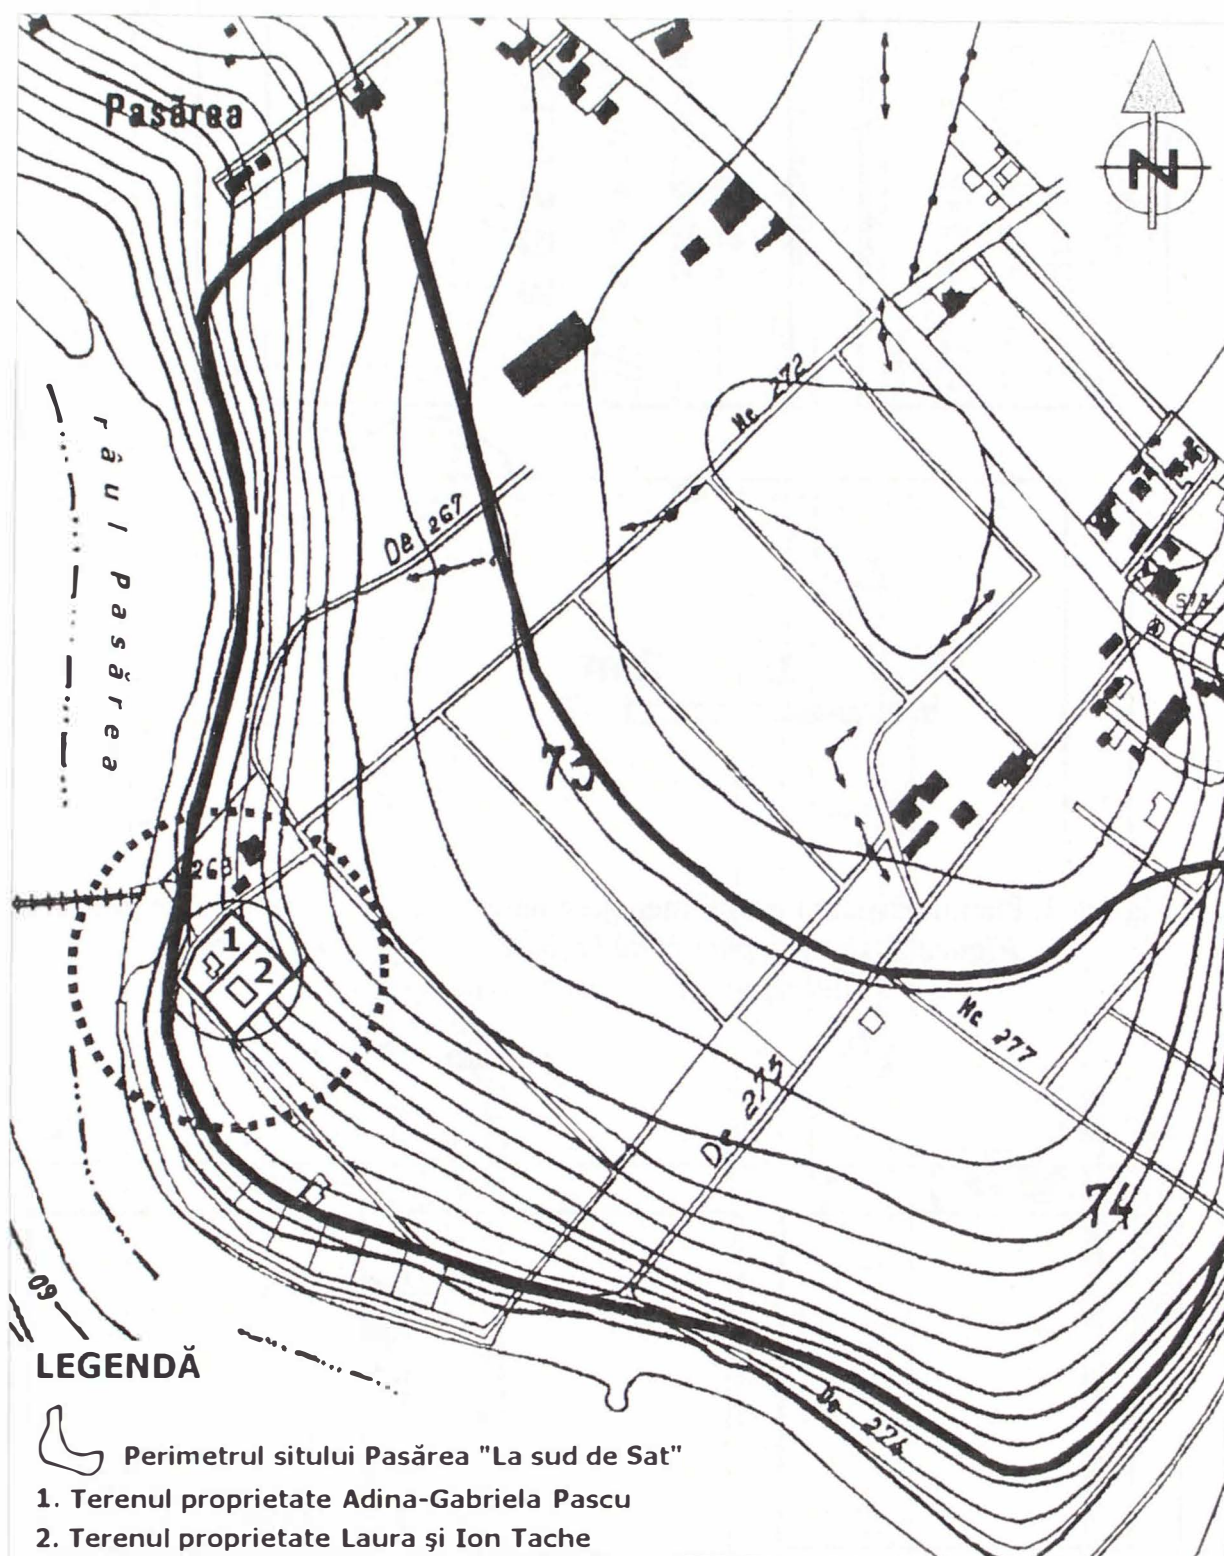 Pasărea
N
Hc 272
râul Pasărea
De 267
S73
73
268
1
2
Hc 277
De 275
74
60
De 274
LEGENDĂ
Perimetrul sitului Pasărea "La sud de Sat"
1. Terenul proprietate Adina-Gabriela Pascu
2. Terenul proprietate Laura şi Ion Tache